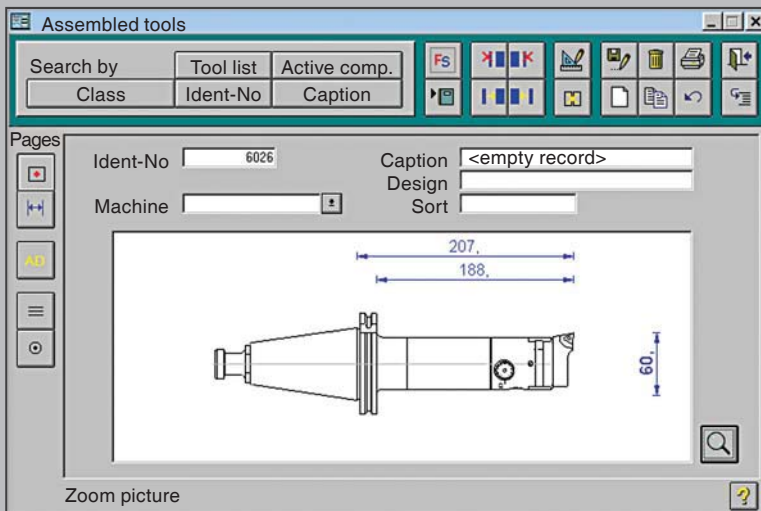 Assembled tools
Search by Tool list Active comp.
Class Ident-No Caption
FS
Pages
Ident-No 6026 Caption <empty record>
Design
Machine Sort
AD
207,
188,
60,
Zoom picture
?